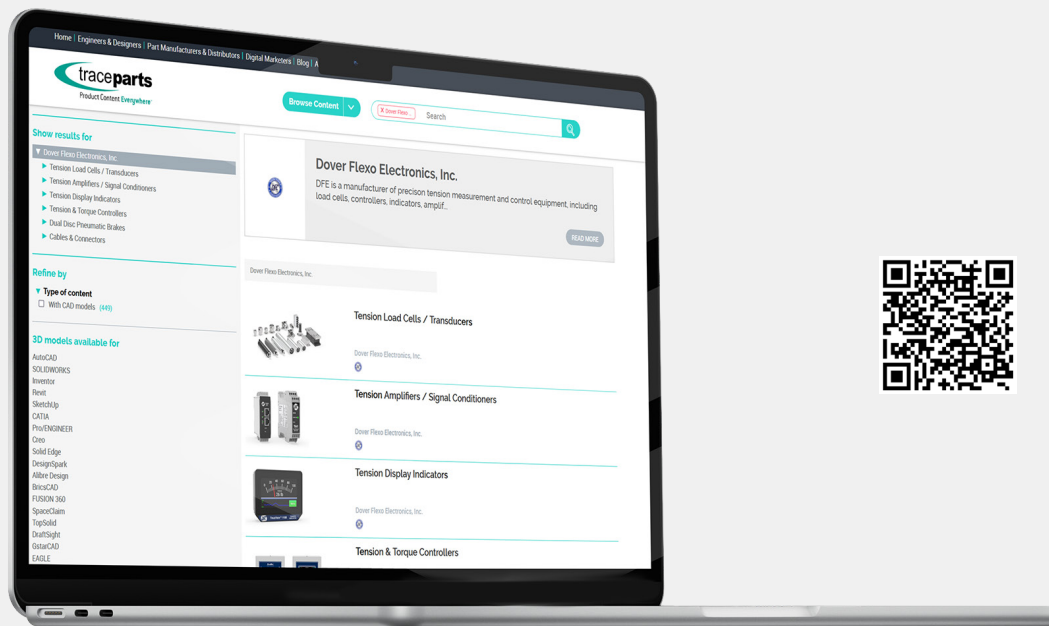 Home | Engineers & Designers | Part Manufacturers & Distributors | Digital Marketers | Blog | A
traceparts
Product Content Everywhere
Browse Content
X Dover Flexo ...
Search
Show results for
Dover Flexo Electronics, Inc.
Tension Load Cells / Transducers
Tension Amplifiers / Signal Conditioners
Tension Display Indicators
Tension & Torque Controllers
Dual Disc Pneumatic Brakes
Cables & Connectors
Refine by
Type of content
With CAD models (449)
3D models available for
AutoCAD
SOLIDWORKS
Inventor
Revit
SketchUp
CATIA
Pro/ENGINEER
Creo
Solid Edge
DesignSpark
Alibre Design
BricsCAD
FUSION 360
SpaceClaim
TopSolid
DraftSight
GstarCAD
EAGLE
Dover Flexo Electronics, Inc.
DFE is a manufacturer of precison tension measurement and control equipment, including
load cells, controllers, indicators, amplif...
READ MORE
Dover Flexo Electronics, Inc.
Tension Load Cells / Transducers
Dover Flexo Electronics, Inc.
Tension Amplifiers / Signal Conditioners
Dover Flexo Electronics, Inc.
Tension Display Indicators
Dover Flexo Electronics, Inc.
Tension & Torque Controllers